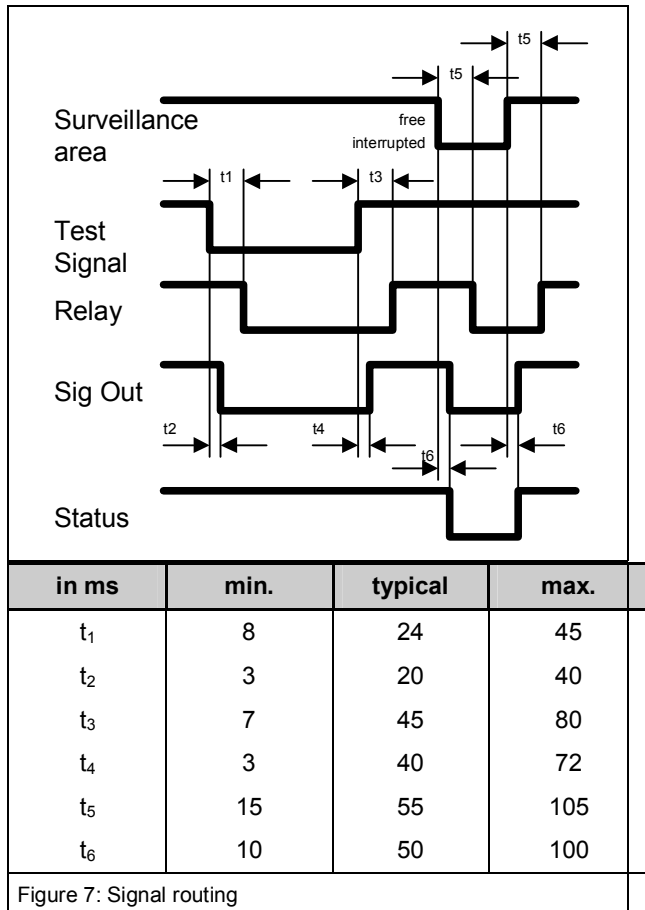 t5
t5
Surveillance
area
free
interrupted
t1
t3
Test
Signal
Relay
Sig Out
t2
t4
t6
t6
Status
in ms min. typical max.
t1 8 24 45
t2 3 20 40
t3 7 45 80
t4 3 40 72
t5 15 55 105
t6 10 50 100
Figure 7: Signal routing